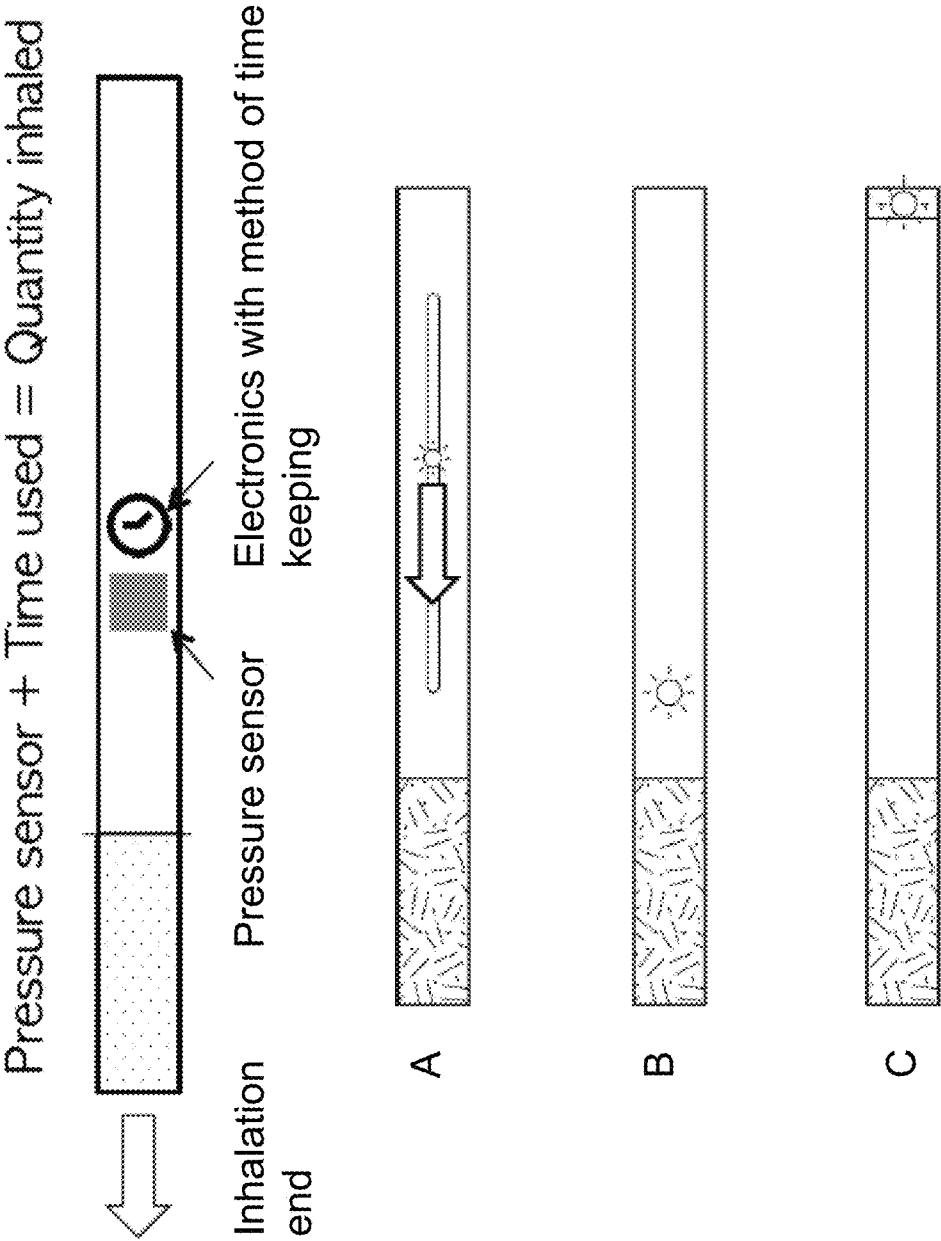 Pressure sensor + Time used = Quantity inhaled
Inhalation
end
Pressure sensor
Electronics with method of time
keeping
A
B
C